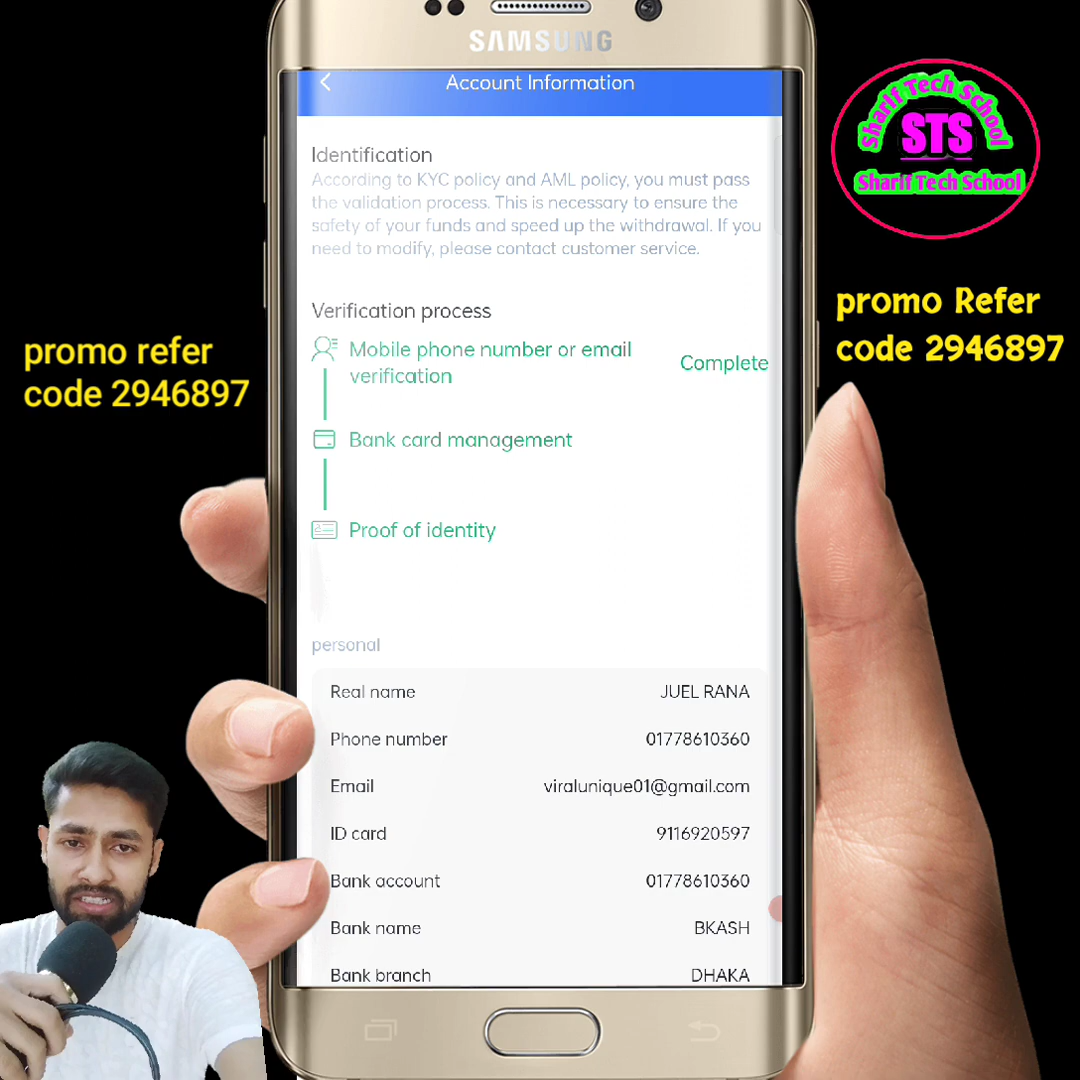 SAMSUNG
Account Information
Identification
According to KYC policy and AML policy, you must pass
the validation process. This is necessary to ensure the
safety of your funds and speed up the withdrawal. If you
need to modify, please contact customer service.
Verification process
Mobile phone number or email
verification
Complete
Bank card management
Proof of identity
personal
Real name JUEL RANA
Phone number 01778610360
Email viralunique01@gmail.com
ID card 9116920597
Bank account 01778610360
Bank name BKASH
Bank branch DHAKA
promo refer
code 2946897
Sharif Tech School
STS
Sharif Tech School
promo Refer
code 2946897